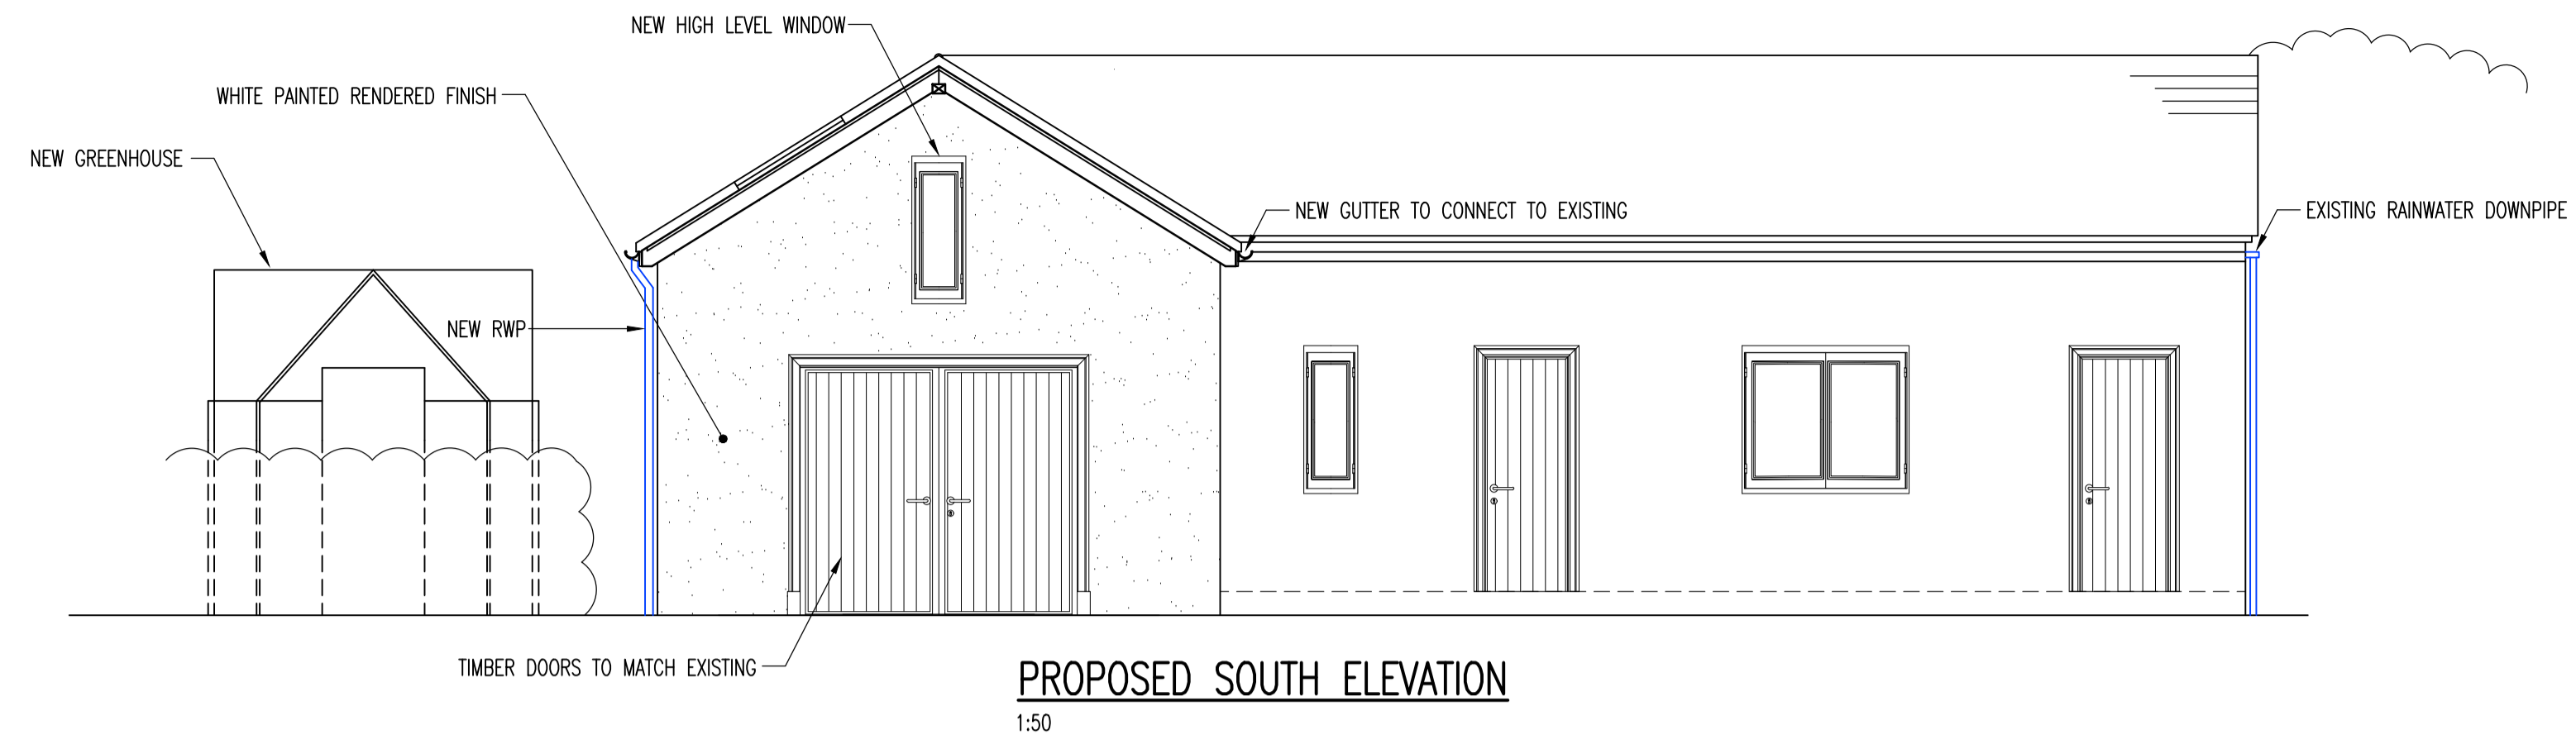 NEW HIGH LEVEL WINDOW
WHITE PAINTED RENDERED FINISH
NEW GREENHOUSE
NEW GUTTER TO CONNECT TO EXISTING
EXISTING RAINWATER DOWNPIPE
NEW RWP
TIMBER DOORS TO MATCH EXISTING
PROPOSED SOUTH ELEVATION
1:50